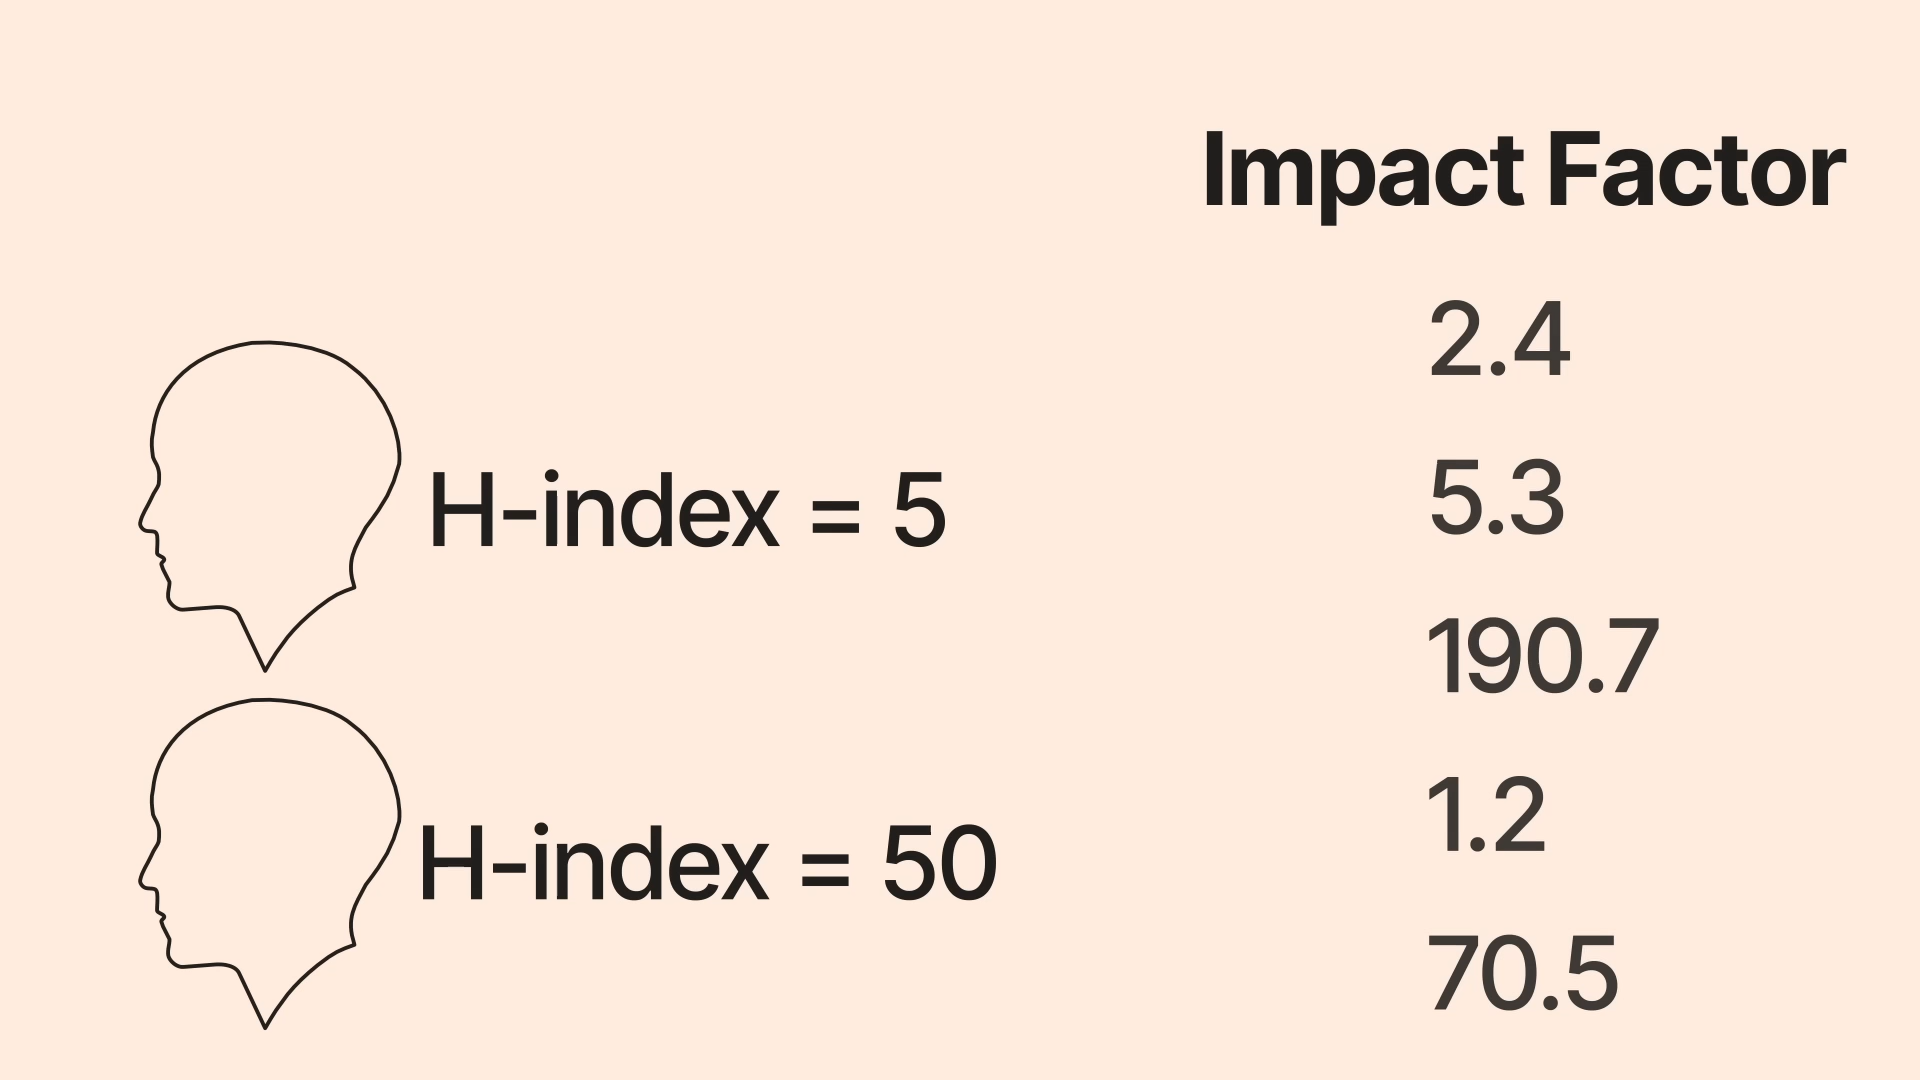 H-index = 5
H-index = 50
Impact Factor
2.4
5.3
190.7
1.2
70.5